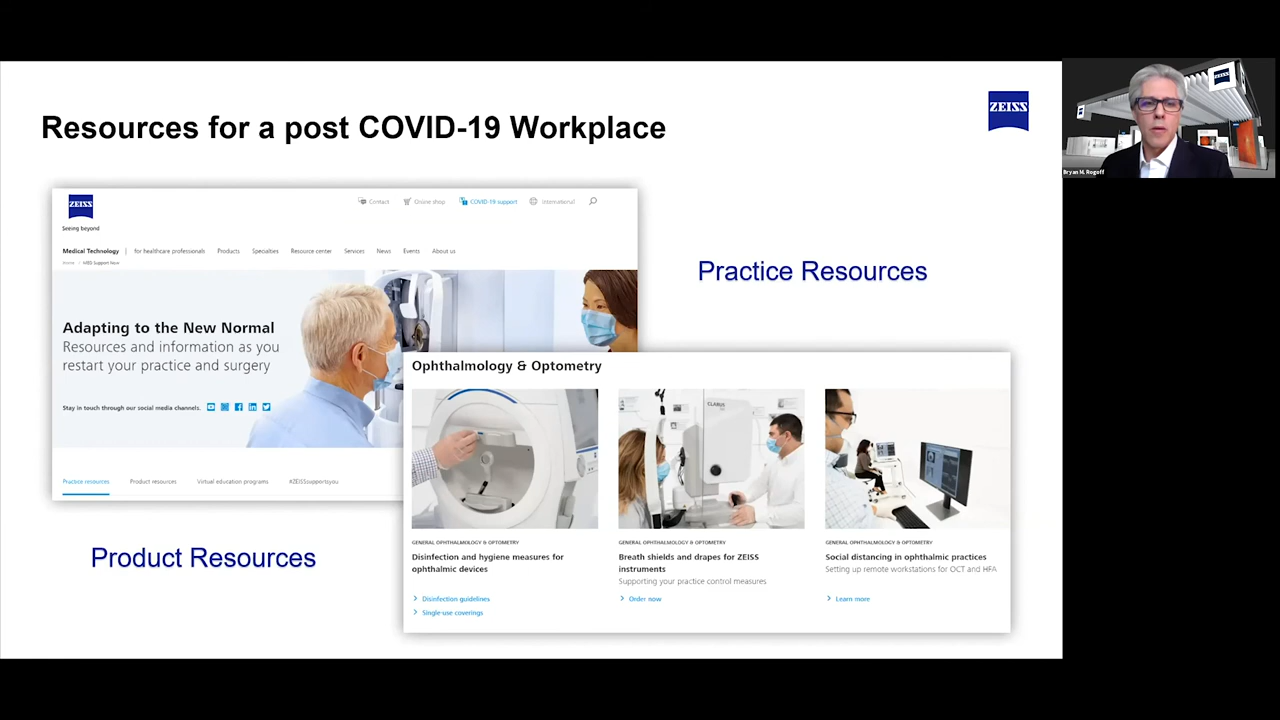 Resources for a post COVID-19 Workplace
ZEISS
ZEISS
Bryan M. Rogoff
ZEISS
Seeing beyond
Contact
Online shop
COVID-19 support
International
Medical Technology | for healthcare professionals Products Specialties Resource center Services News Events About us
Home MED Support Now
Adapting to the New Normal
Resources and information as you
restart your practice and surgery
Stay in touch through our social media channels.
Practice resources Product resources Virtual education programs #ZEISSsupportsyou
Practice Resources
Product Resources
Ophthalmology & Optometry
CLARUS
GENERAL OPHTHALMOLOGY & OPTOMETRY
Disinfection and hygiene measures for
ophthalmic devices
> Disinfection guidelines
> Single-use coverings
GENERAL OPHTHALMOLOGY & OPTOMETRY
Breath shields and drapes for ZEISS
instruments
Supporting your practice control measures
> Order now
GENERAL OPHTHALMOLOGY & OPTOMETRY
Social distancing in ophthalmic practices
Setting up remote workstations for OCT and HFA
> Learn more